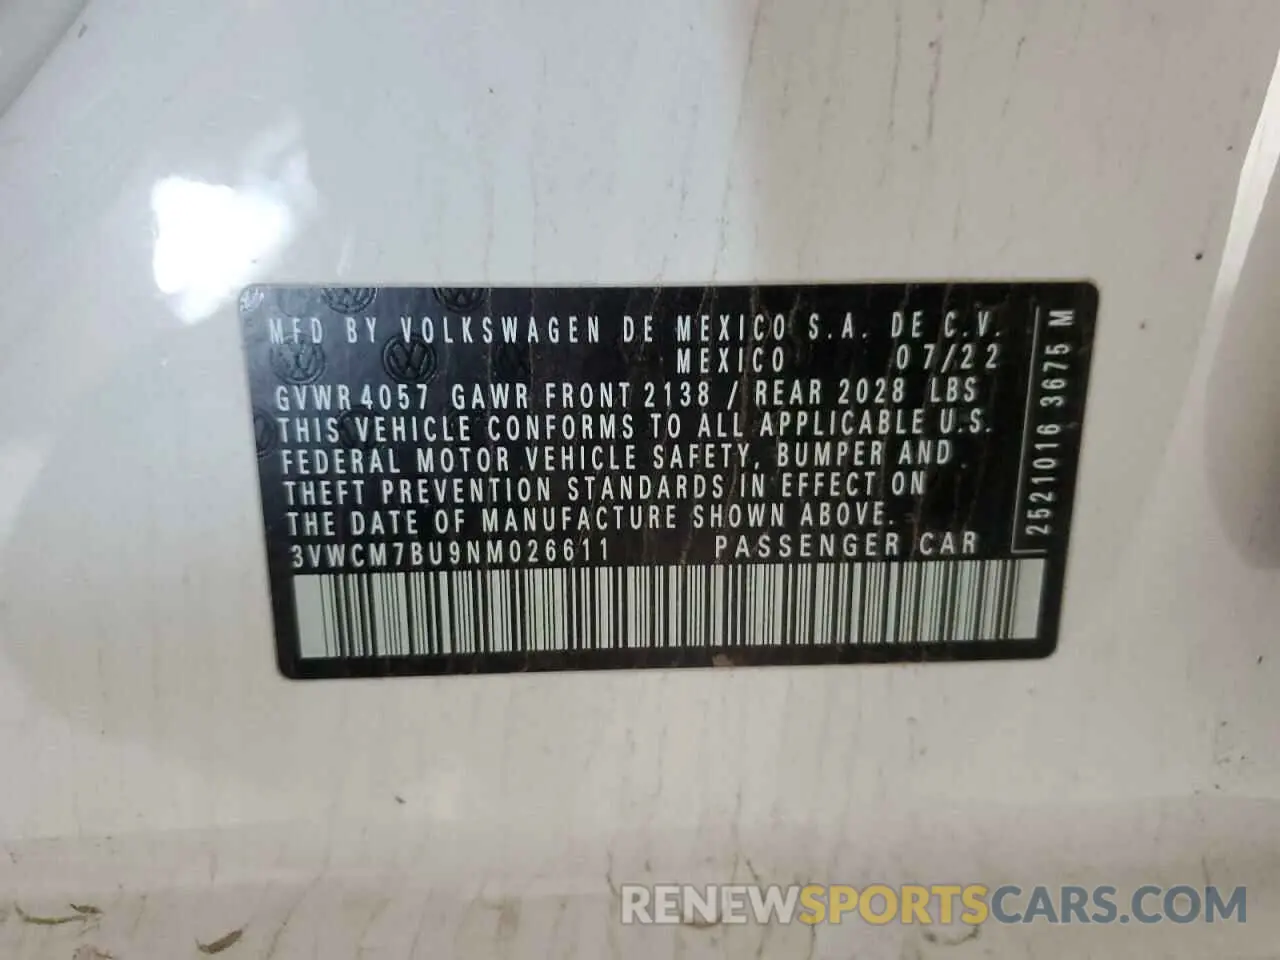 MFD BY VOLKSWAGEN DE MEXICO S.A. DE C.V.
MEXICO 07/22
GVWR 4057 GAWR FRONT 2138 / REAR 2028 LBS
THIS VEHICLE CONFORMS TO ALL APPLICABLE U.S.
FEDERAL MOTOR VEHICLE SAFETY, BUMPER AND
THEFT PREVENTION STANDARDS IN EFFECT ON
THE DATE OF MANUFACTURE SHOWN ABOVE.
3VWCM7BU9NM026611 PASSENGER CAR
2521016 3675 M
RENEWSPORTSCARS.COM